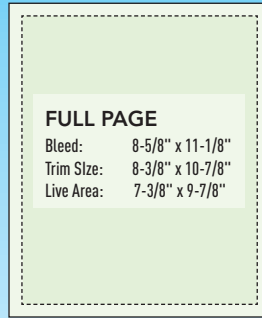 FULL PAGE
Bleed: 8-5/8" x 11-1/8"
Trim SIze: 8-3/8" x 10-7/8"
Live Area: 7-3/8" x 9-7/8"